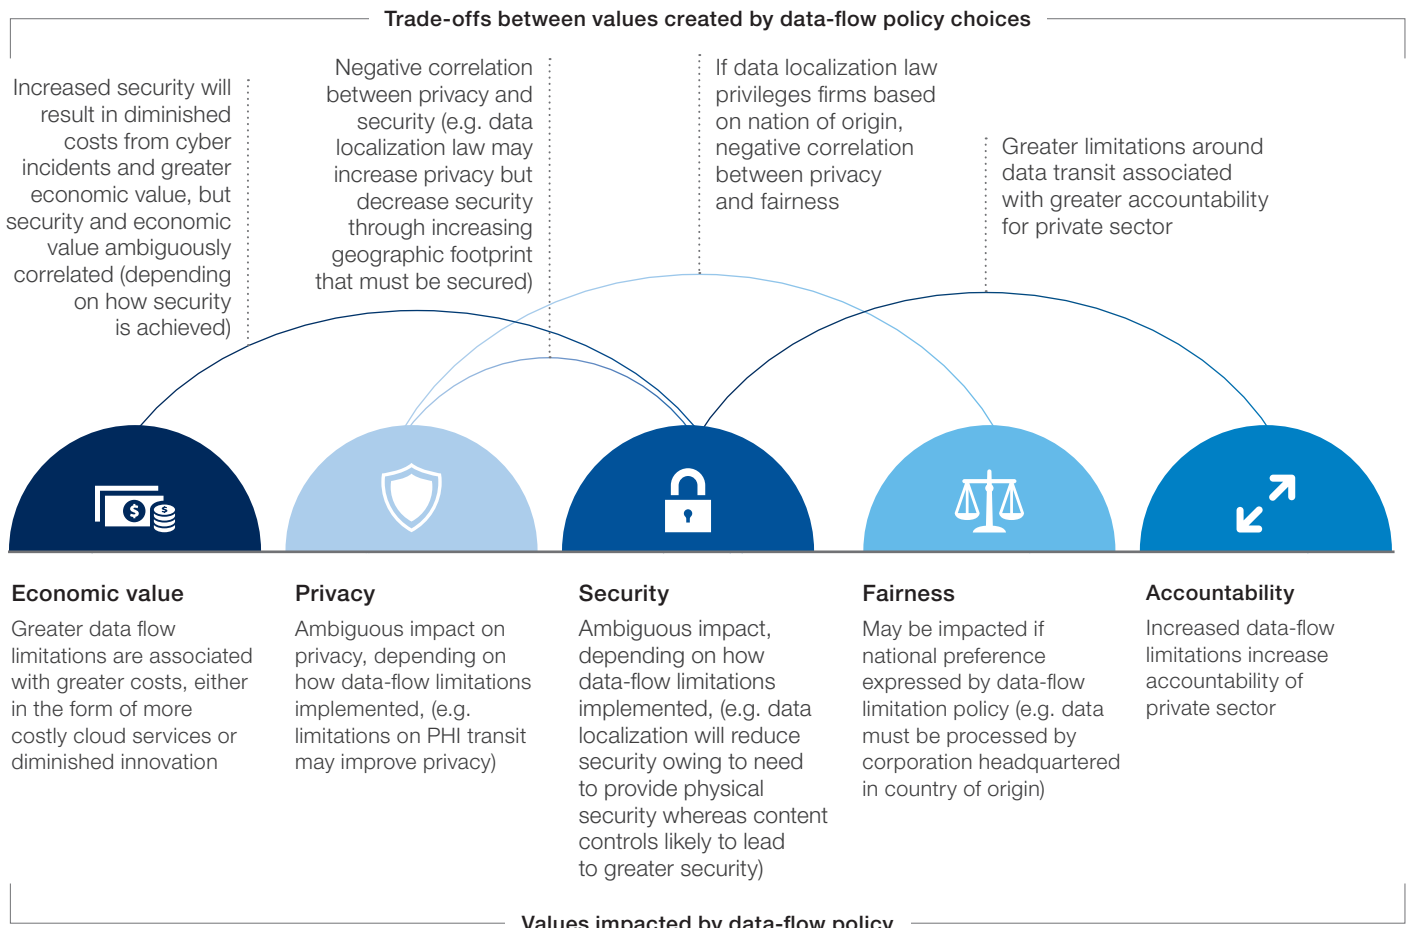 Trade-offs between values created by data-flow policy choices
Increased security will
result in diminished
costs from cyber
incidents and greater
economic value, but
security and economic
value ambiguously
correlated (depending
on how security
is achieved)
Negative correlation
between privacy and
security (e.g. data
localization law may
increase privacy but
decrease security
through increasing
geographic footprint
that must be secured)
If data localization law
privileges firms based
on nation of origin,
negative correlation
between privacy
and fairness
Greater limitations around
data transit associated
with greater accountability
for private sector
$
$
Economic value
Greater data flow
limitations are associated
with greater costs, either
in the form of more
costly cloud services or
diminished innovation
Privacy
Ambiguous impact on
privacy, depending on
how data-flow limitations
implemented, (e.g.
limitations on PHI transit
may improve privacy)
Security
Ambiguous impact,
depending on how
data-flow limitations
implemented, (e.g. data
localization will reduce
security owing to need
to provide physical
security whereas content
controls likely to lead
to greater security)
Fairness
May be impacted if
national preference
expressed by data-flow
limitation policy (e.g. data
must be processed by
corporation headquartered
in country of origin)
Accountability
Increased data-flow
limitations increase
accountability of
private sector
Values impacted by data-flow policy